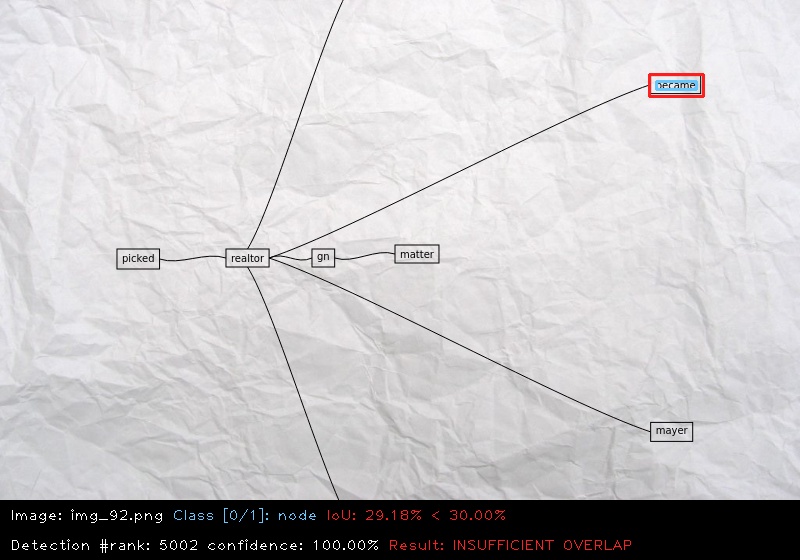 became
picked
realtor
gn
matter
mayer
Image: img_92.png Class [0/1]: node IoU: 29.18% < 30.00%
Detection #rank: 5002 confidence: 100.00% Result: INSUFFICIENT OVERLAP